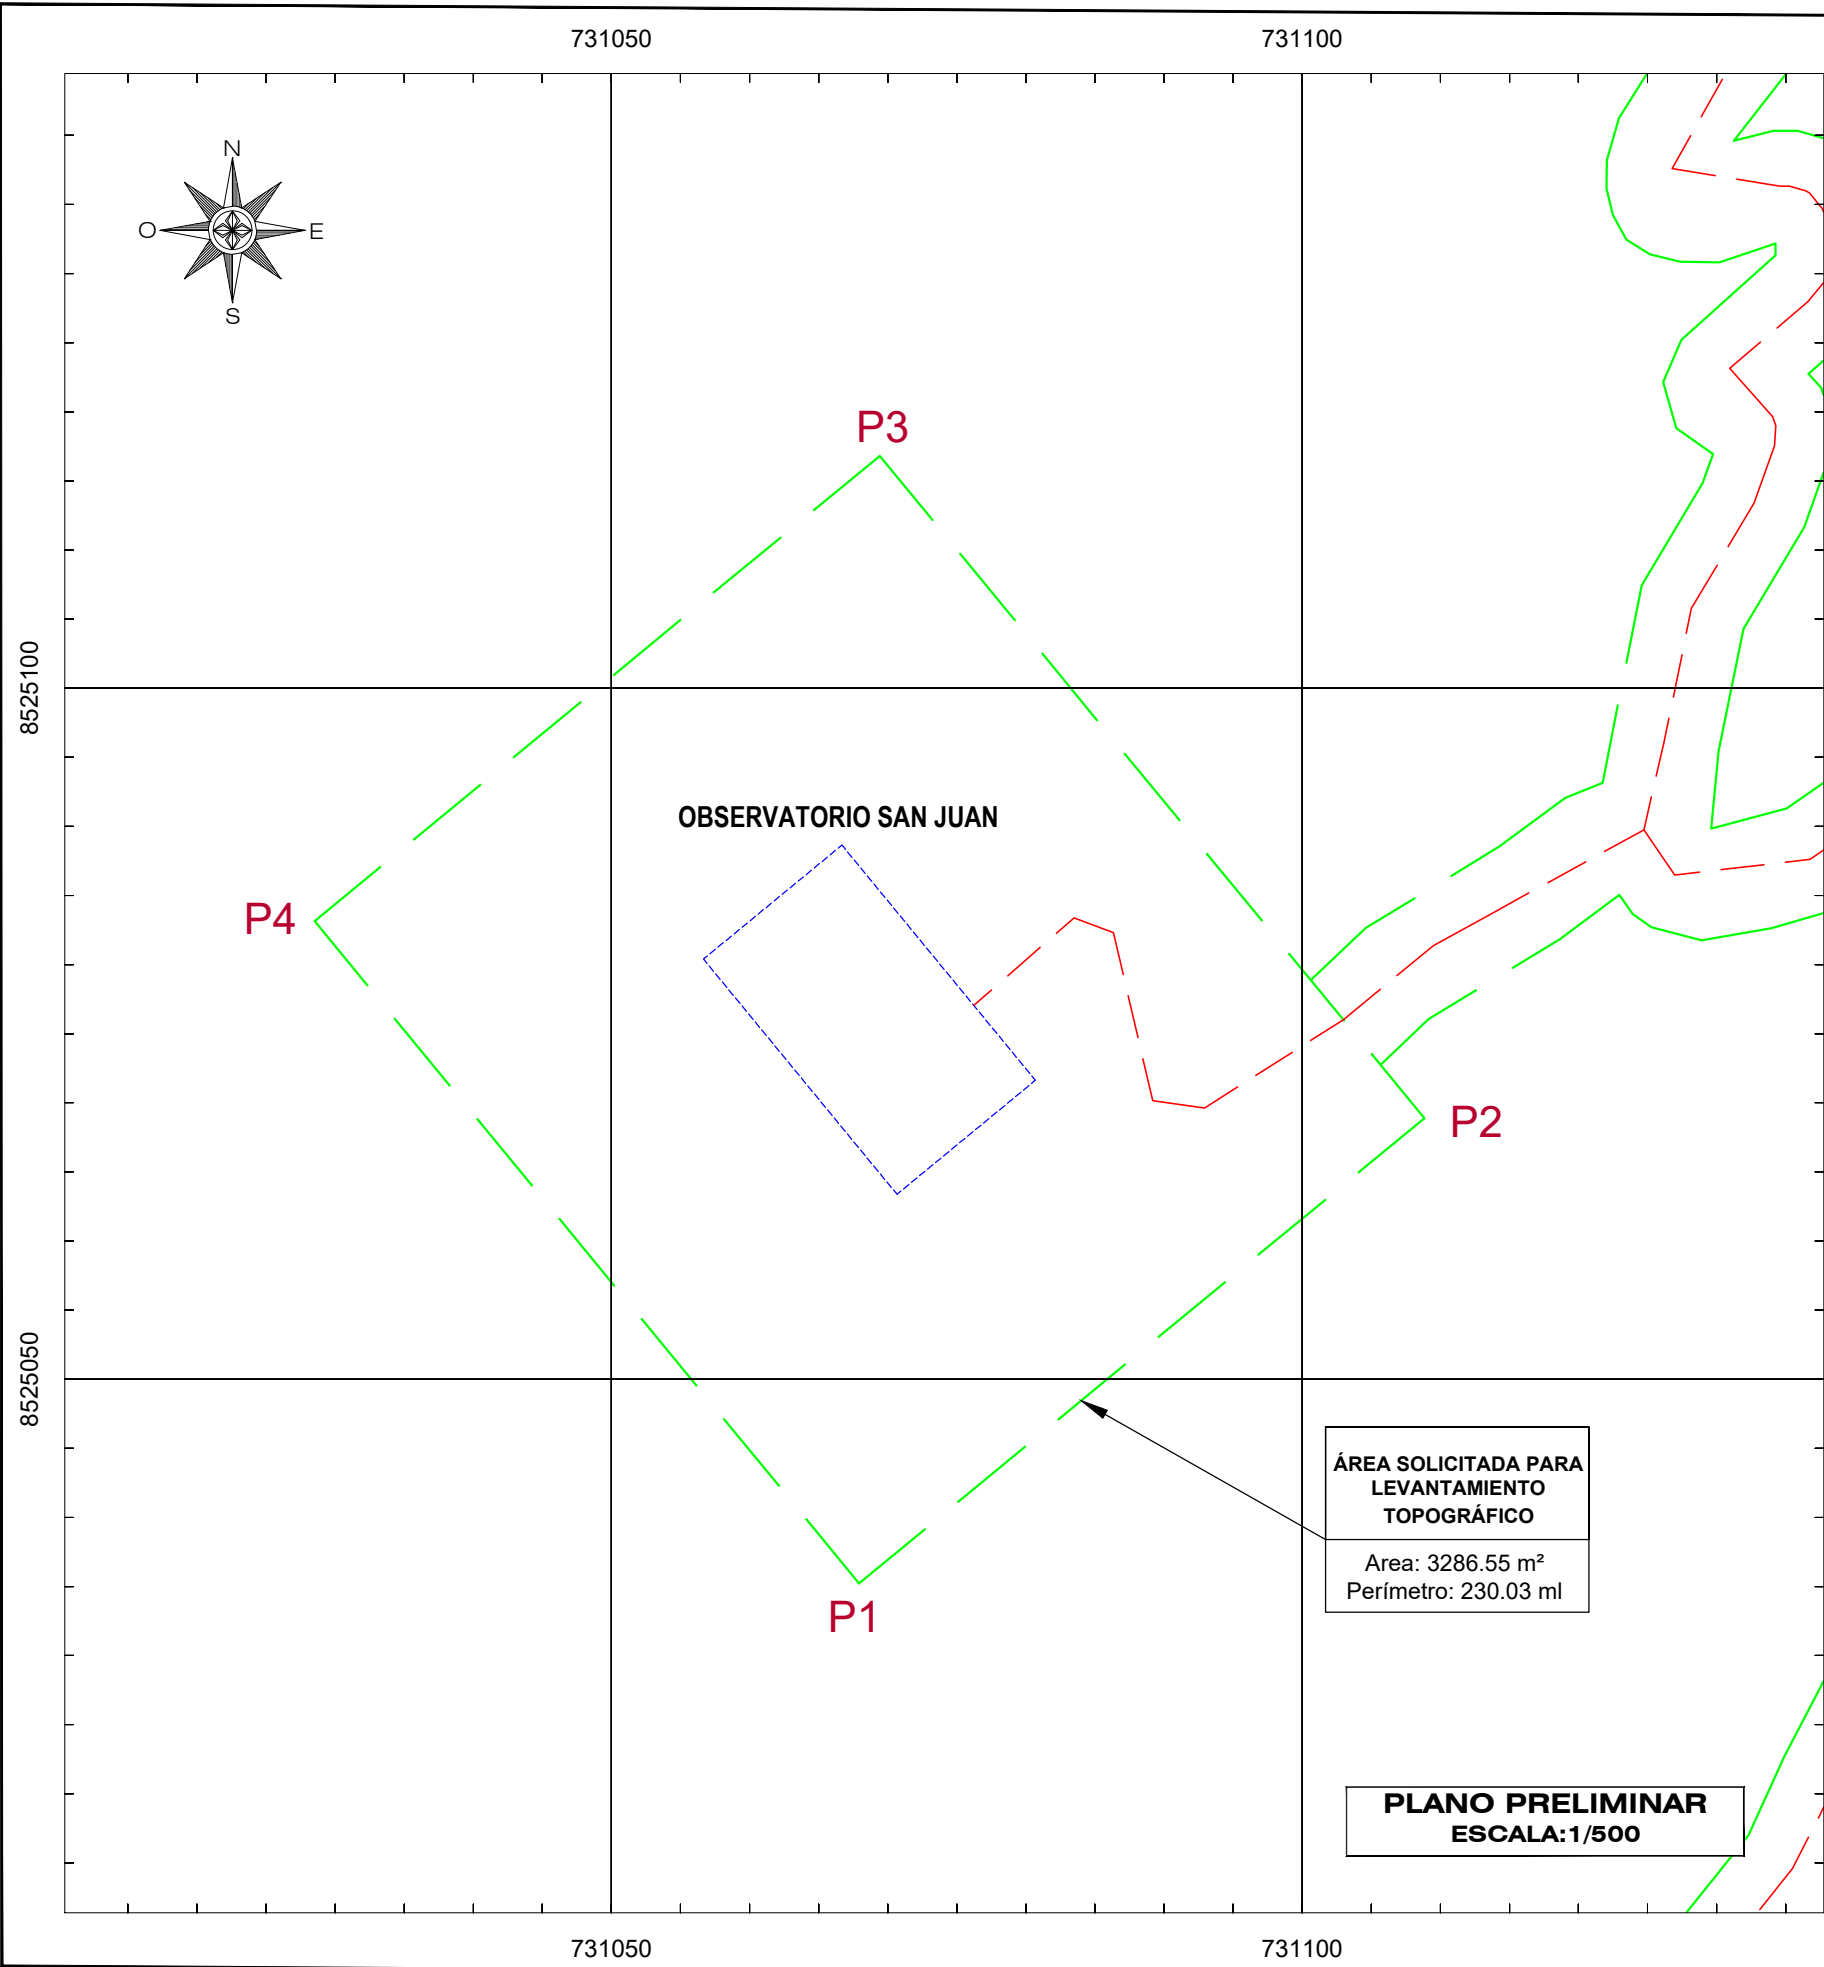 731050
731100
N
O
E
S
P3
8525100
OBSERVATORIO SAN JUAN
P4
P2
8525050
ÁREA SOLICITADA PARA
LEVANTAMIENTO
TOPOGRÁFICO
Area: 3286.55 m²
Perímetro: 230.03 ml
P1
PLANO PRELIMINAR
ESCALA:1/500
731050
731100